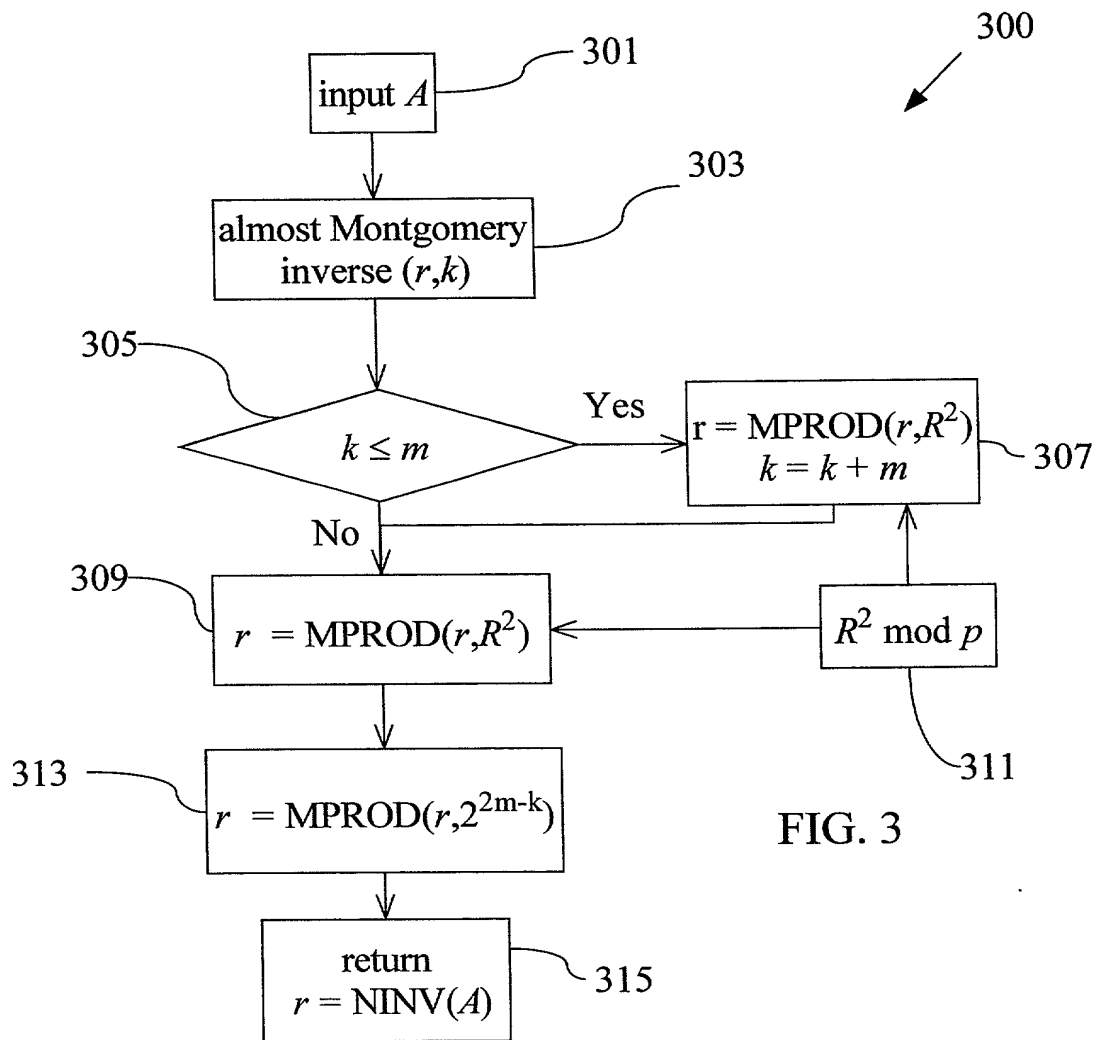 300
301
input A
303
almost Montgomery
inverse (r,k)
305
k ≤ m
Yes
r = MPROD(r,R²)
k = k + m
307
No
309
r = MPROD(r,R²)
R² mod p
311
313
r = MPROD(r,2^{2m-k})
FIG. 3
return
r = NINV(A)
315